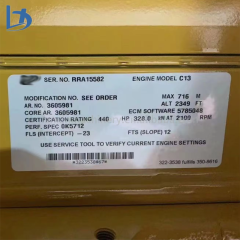 SER. NO. RRA15582 ENGINE MODEL C13
MODIFICATION NO. SEE ORDER MAX 716 M
AR. 3605981 ALT 2349 FT
CORE AR. 3605981 ECM SOFTWARE 5785045
CERTIFICATION RATING 440 HP 328.0 kW AT 2100 RPM
PERF. SPEC 0K5712
FLS (INTERCEPT) -23 FTS (SLOPE) 12
USE SERVICE TOOL TO VERIFY CURRENT ENGINE SETTINGS